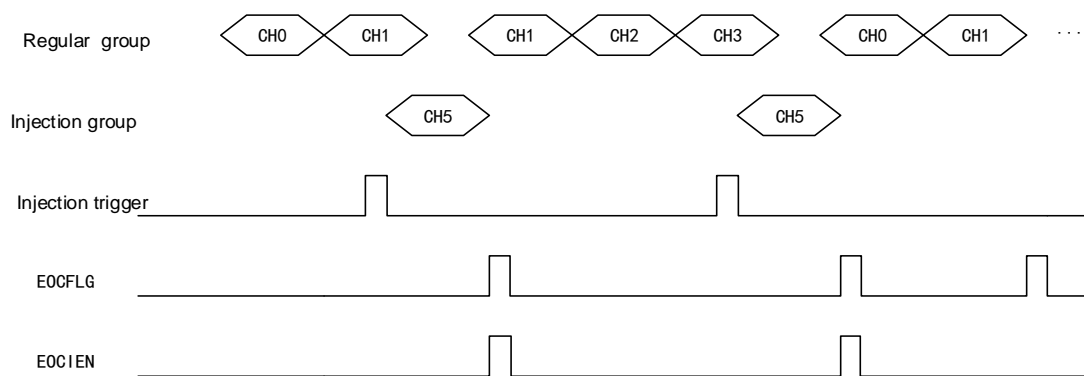 Regular group CH0 CH1 CH1 CH2 CH3 CH0 CH1 ...
Injection group CH5 CH5
Injection trigger
EOCFLG
EOCIEN